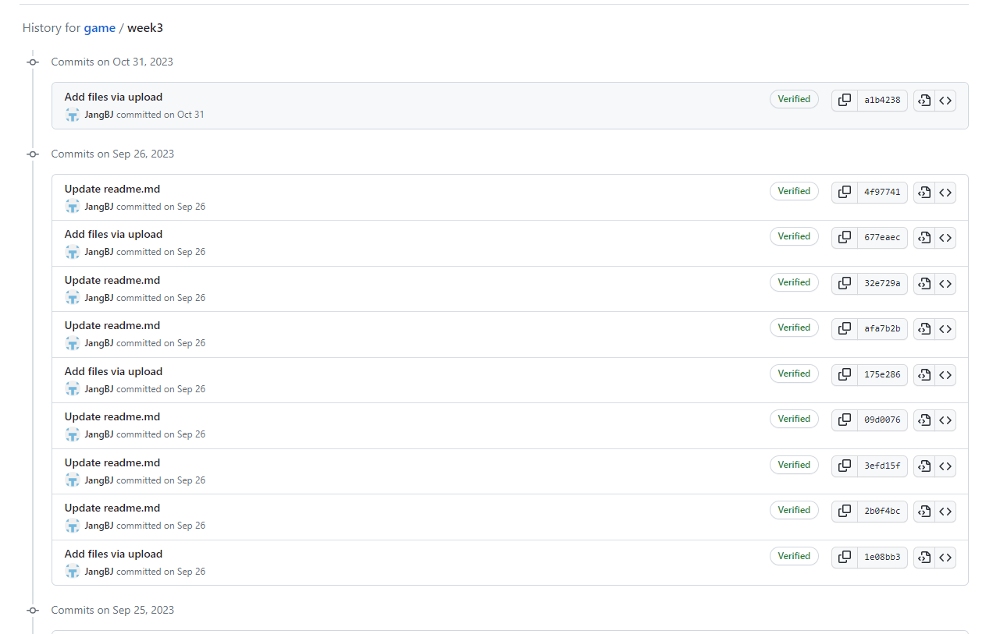 History for game / week3
Commits on Oct 31, 2023
Add files via upload
Verified
a1b4238
JangBJ committed on Oct 31
Commits on Sep 26, 2023
Update readme.md
Verified
4f97741
JangBJ committed on Sep 26
Add files via upload
Verified
677eaec
JangBJ committed on Sep 26
Update readme.md
Verified
32e729a
JangBJ committed on Sep 26
Update readme.md
Verified
afa7b2b
JangBJ committed on Sep 26
Add files via upload
Verified
175e286
JangBJ committed on Sep 26
Update readme.md
Verified
09d0076
JangBJ committed on Sep 26
Update readme.md
Verified
3efd15f
JangBJ committed on Sep 26
Update readme.md
Verified
2b0f4bc
JangBJ committed on Sep 26
Add files via upload
Verified
1e08bb3
JangBJ committed on Sep 26
Commits on Sep 25, 2023